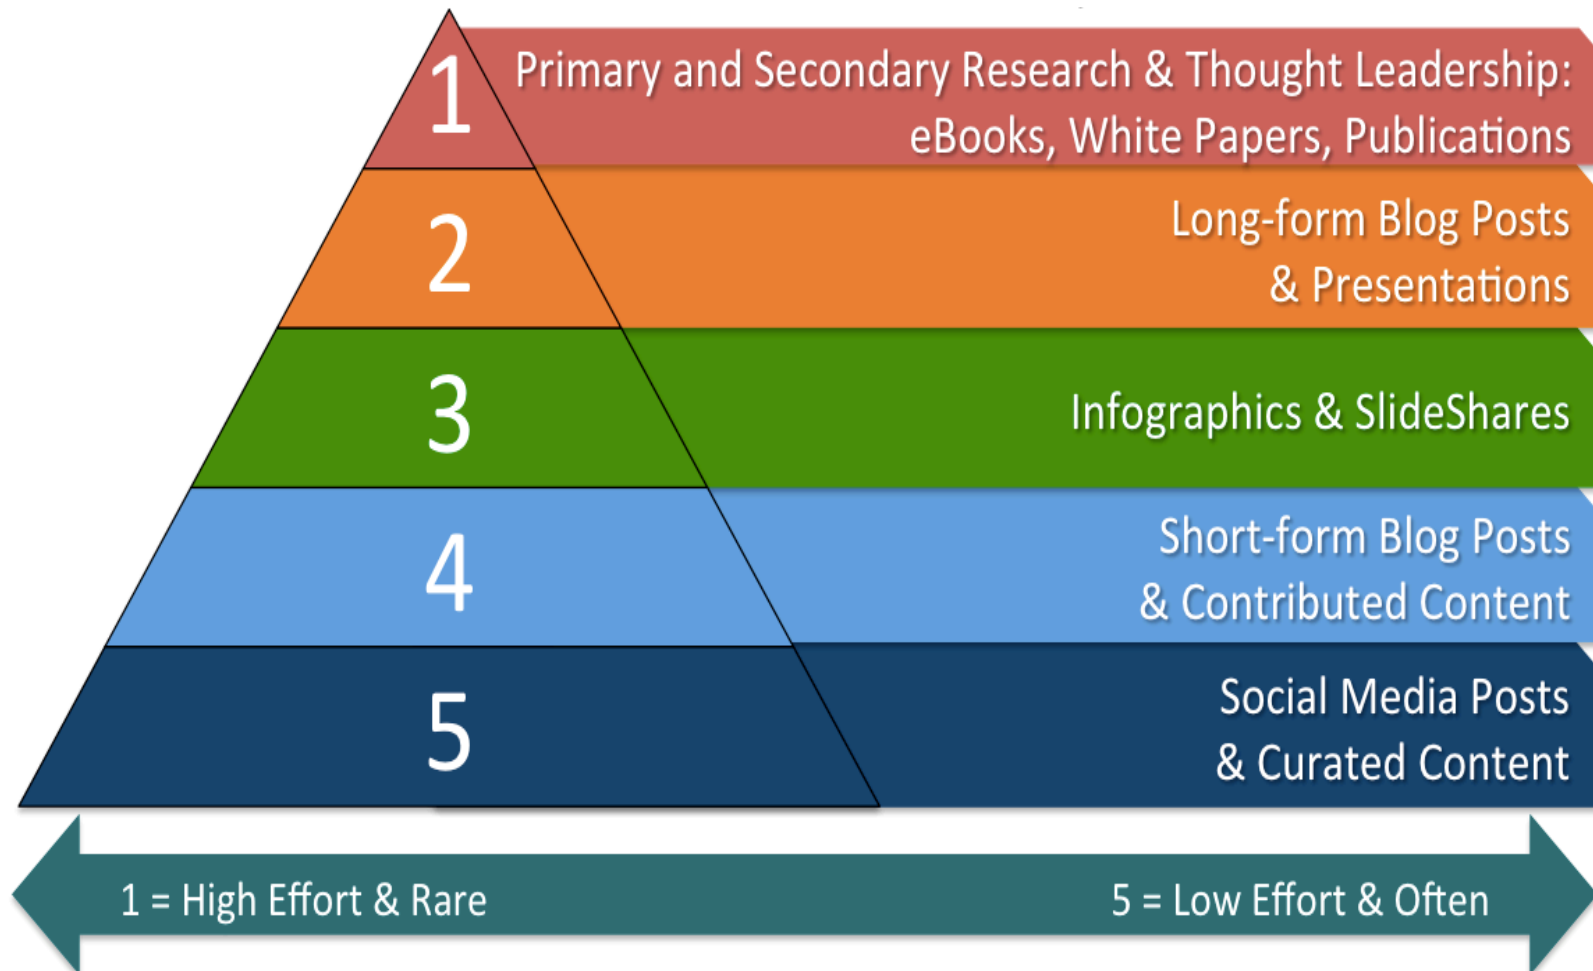 1
Primary and Secondary Research & Thought Leadership:
eBooks, White Papers, Publications
2
Long-form Blog Posts
& Presentations
3
Infographics & SlideShares
4
Short-form Blog Posts
& Contributed Content
5
Social Media Posts
& Curated Content
1 = High Effort & Rare
5 = Low Effort & Often